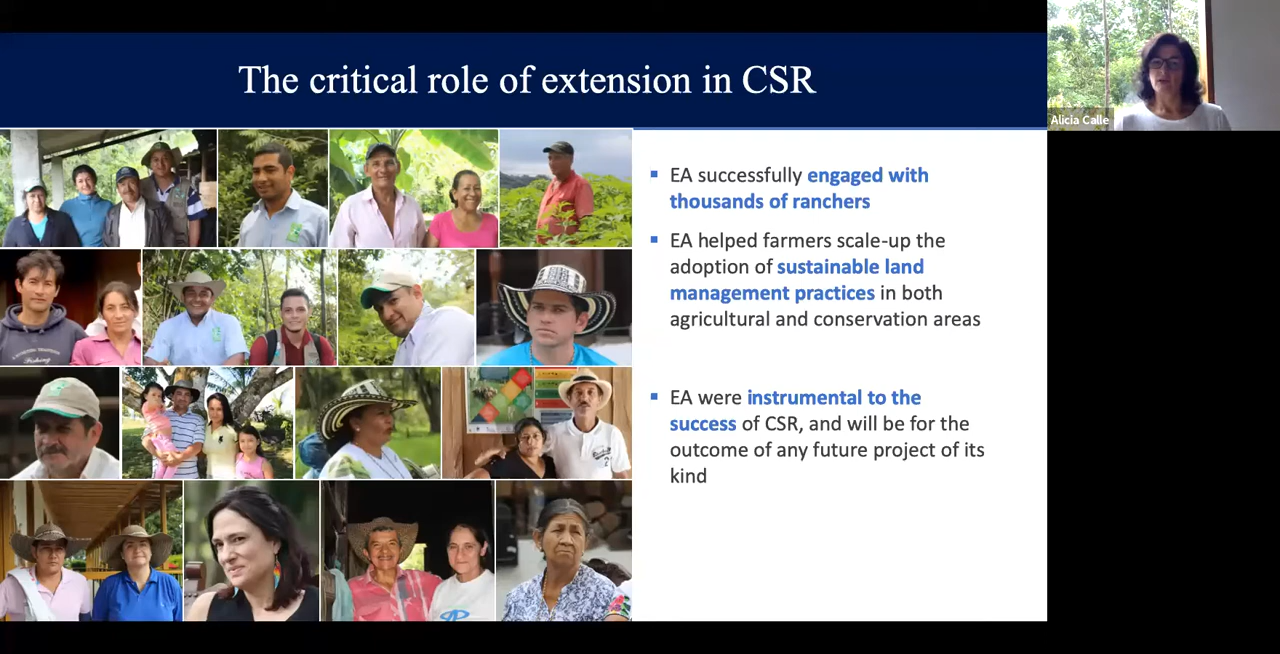 The critical role of extension in CSR
Alicia Calle
EA successfully engaged with
thousands of ranchers
EA helped farmers scale-up the
adoption of sustainable land
management practices in both
agricultural and conservation areas
EA were instrumental to the
success of CSR, and will be for the
outcome of any future project of its
kind